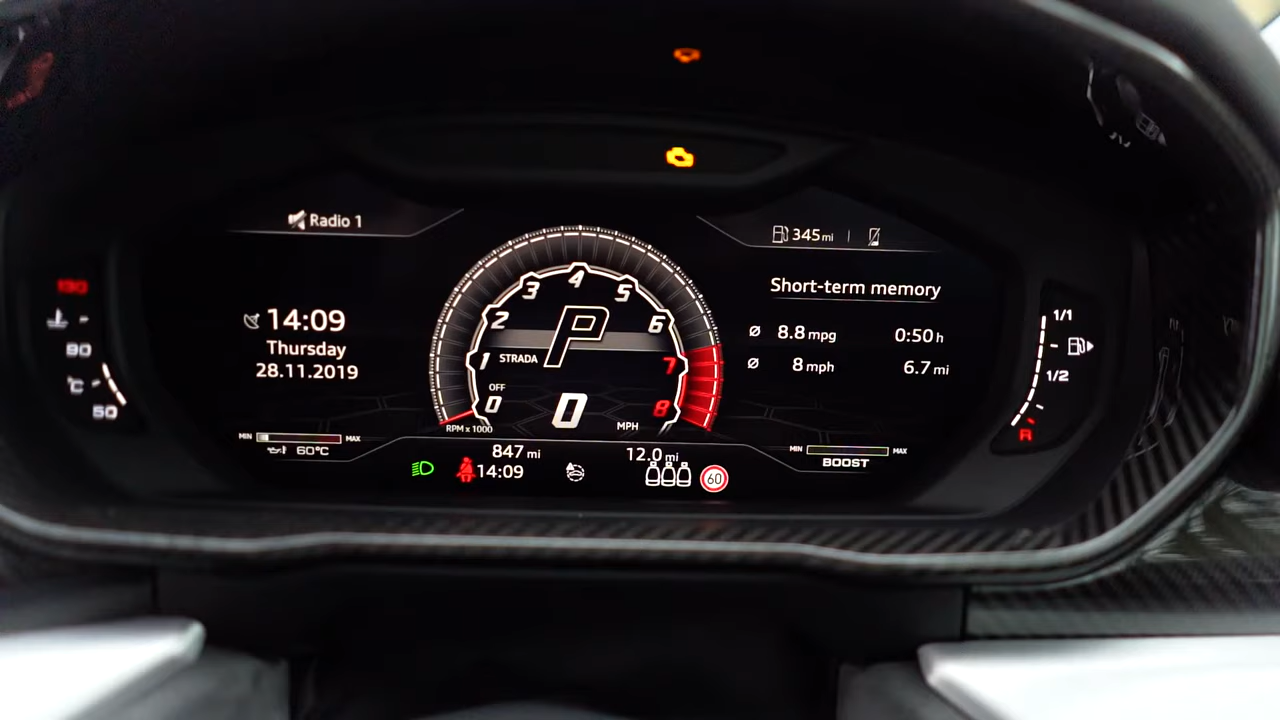 Radio 1
345 mi
Short-term memory
Ø 8.8 mpg 0:50 h
Ø 8 mph 6.7 mi
14:09
Thursday
28.11.2019
MIN MAX
60°C
130
90
°C
50
0 1 2 3 4 5 6 7 8
P
STRADA
OFF
0
MPH
RPM x 1000
847 mi 12.0 mi
14:09
60
1/1
1/2
R
MIN MAX
BOOST